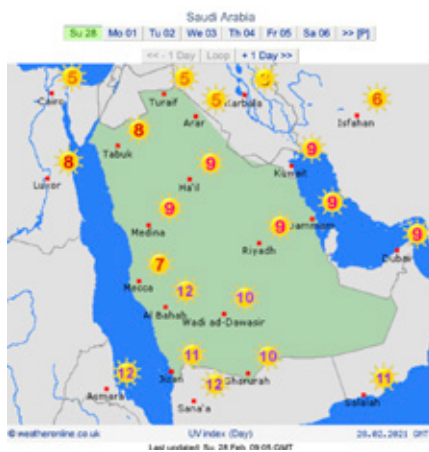 Saudi Arabia
Su 28 Mo 01 Tu 02 We 03 Th 04 Fr 05 Sa 06 >> [P]
<< - 1 Day Loop + 1 Day >>
5 5 5
Cairo Turaif Karbala 6
5
Arar Isfahan
8
Tabuk
8 9 9
Luxor Ha'il Kuwait
9 9
Medina 9 Jammam 9
Riyadh Dubai
7
Mecca 12 10
Al Bahah Wadi ad-Dawasir
11 10
12 Jizan 12 Sharurah 11
Asmara Sana'a Salalah
© weatheronline.co.uk UV index (Day) 28.02.2021 GMT
Last updated: Su, 28 Feb, 09:05 GMT